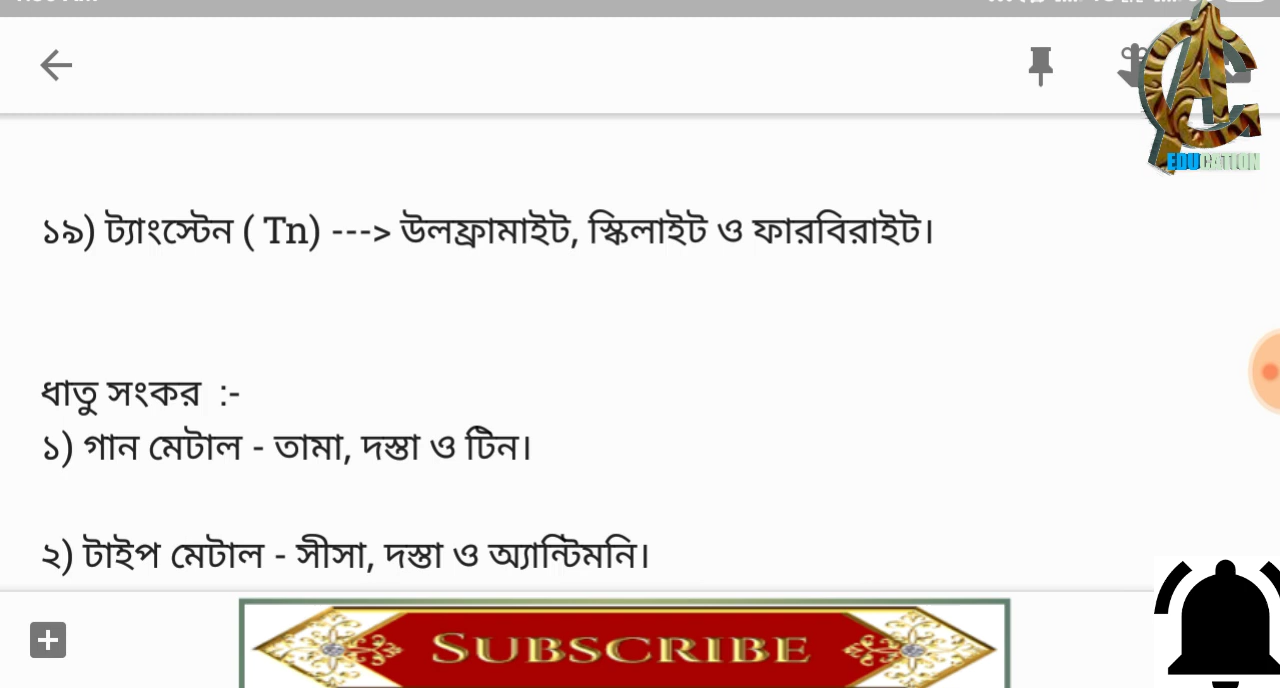 EDUCATION
১৯) ট্যাংস্টেন ( Tn) ---> উলফ্রামাইট, স্কিলাইট ও ফারবিরাইট।
ধাতু সংকর :-
১) গান মেটাল - তামা, দস্তা ও টিন।
২) টাইপ মেটাল - সীসা, দস্তা ও অ্যান্টিমনি।
SUBSCRIBE